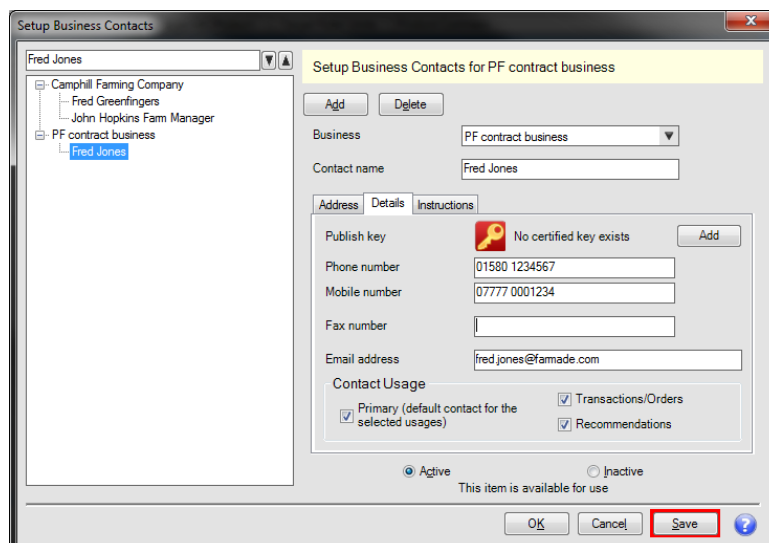 Setup Business Contacts
Fred Jones
Camphill Farming Company
Fred Greenfingers
John Hopkins Farm Manager
PF contract business
Fred Jones
Setup Business Contacts for PF contract business
Add Delete
Business PF contract business
Contact name Fred Jones
Address Details Instructions
Publish key No certified key exists Add
Phone number 01580 1234567
Mobile number 07777 0001234
Fax number
Email address fred.jones@farmade.com
Contact Usage
Primary (default contact for the
selected usages)
Transactions/Orders
Recommendations
Active Inactive
This item is available for use
OK Cancel Save ?